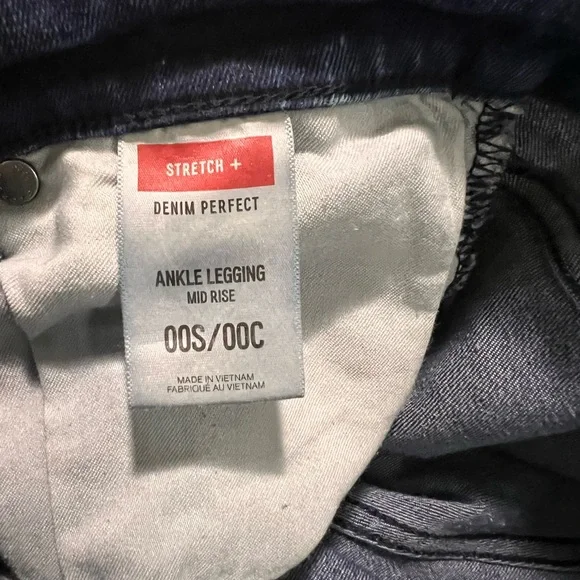 STRETCH +
DENIM PERFECT
ANKLE LEGGING
MID RISE
00S/00C
MADE IN VIETNAM
FABRIQUÉ AU VIETNAM